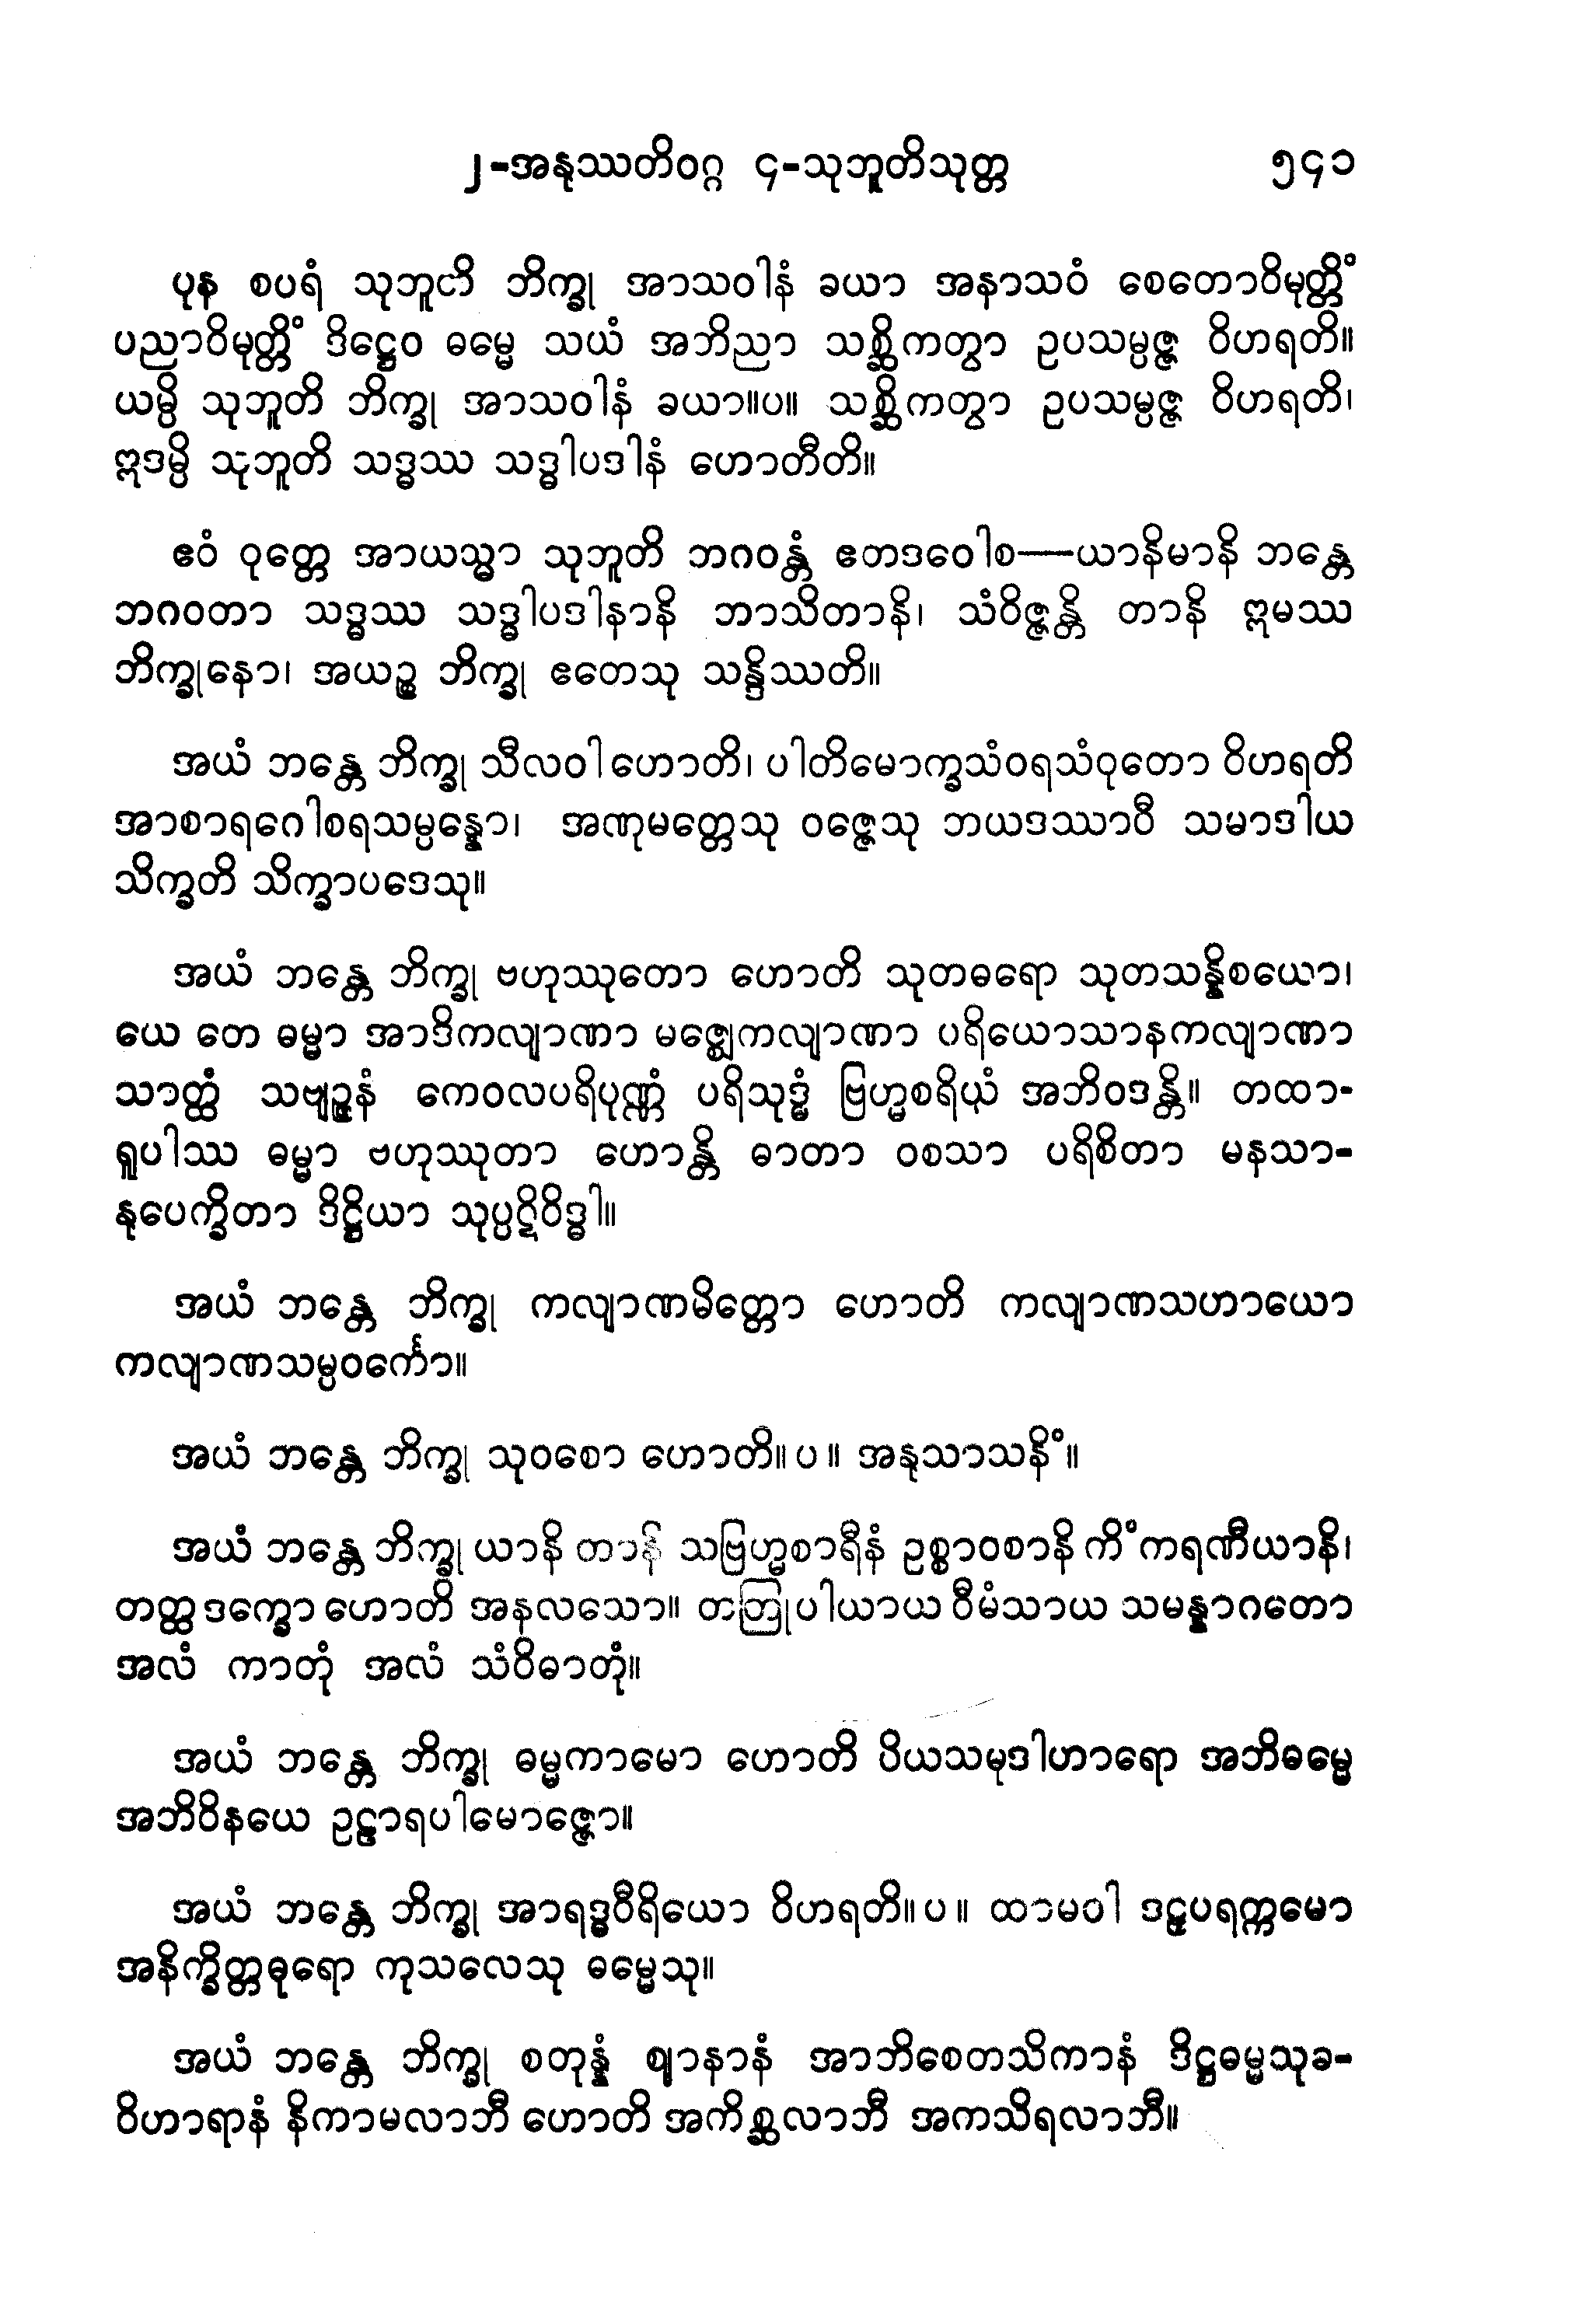 ၂-အနုဿတိဝဂ္ဂ ၄-သုဘူတိသုတ္တ ၅၄၁
ပုန စပရံ သုဘူတိ ဘိက္ခု အာသဝါနံ ခယာ အနာသဝံ စေတောဝိမုတ္တိံ
ပညာဝိမုတ္တိံ ဒိဋ္ဌေဝ ဓမ္မေ သယံ အဘိညာ သစ္ဆိကတွာ ဥပသမ္ပဇ္ဇ ဝိဟရတိ။
ယမ္ပိ သုဘူတိ ဘိက္ခု အာသဝါနံ ခယာ။ပ။ သစ္ဆိကတွာ ဥပသမ္ပဇ္ဇ ဝိဟရတိ၊
ဣဒမ္ပိ သုဘူတိ သဒ္ဓဿ သဒ္ဓါပဒါနံ ဟောတီတိ။
ဧဝံ ဝုတ္တေ အာယသ္မာ သုဘူတိ ဘဂဝန္တံ ဧတဒဝေါစ—ယာနိမာနိ ဘန္တေ
ဘဂဝတာ သဒ္ဓဿ သဒ္ဓါပဒါနာနိ ဘာသိတာနိ၊ သံဝိဇ္ဇန္တိ တာနိ ဣမဿ
ဘိက္ခုနော၊ အယဉ္စ ဘိက္ခု ဧတေသု သန္ဒိဿတိ။
အယံ ဘန္တေ ဘိက္ခု သီလဝါ ဟောတိ၊ ပါတိမောက္ခသံဝရသံဝုတော ဝိဟရတိ
အာစာရဂေါစရသမ္ပန္နော၊ အဏုမတ္တေသု ဝဇ္ဇေသု ဘယဒဿာဝီ သမာဒါယ
သိက္ခတိ သိက္ခာပဒေသု။
အယံ ဘန္တေ ဘိက္ခု ဗဟုဿုတော ဟောတိ သုတဓရော သုတသန္နိစယော၊
ယေ တေ ဓမ္မာ အာဒိကလျာဏာ မဇ္ဈေကလျာဏာ ပရိယောသာနကလျာဏာ
သာတ္ထံ သဗျဉ္ဇနံ ကေဝလပရိပုဏ္ဏံ ပရိသုဒ္ဓံ ဗြဟ္မစရိယံ အဘိဝဒန္တိ။ တထာ-
ရူပါဿ ဓမ္မာ ဗဟုဿုတာ ဟောန္တိ ဓာတာ ဝစသာ ပရိစိတာ မနသာ-
နုပေက္ခိတာ ဒိဋ္ဌိယာ သုပ္ပဋိဝိဒ္ဓါ။
အယံ ဘန္တေ ဘိက္ခု ကလျာဏမိတ္တော ဟောတိ ကလျာဏသဟာယော
ကလျာဏသမ္ပဝင်္ကော။
အယံ ဘန္တေ ဘိက္ခု သုဝစော ဟောတိ။ပ။ အနုသာသနိံ။
အယံ ဘန္တေ ဘိက္ခု ယာနိ တာနိ သဗြဟ္မစာရီနံ ဥစ္စာဝစာနိ ကိံကရဏီယာနိ၊
တတ္ထ ဒက္ခော ဟောတိ အနလသော။ တတြုပါယာယ ဝီမံသာယ သမန္နာဂတော
အလံ ကာတုံ အလံ သံဝိဓာတုံ။
အယံ ဘန္တေ ဘိက္ခု ဓမ္မကာမော ဟောတိ ပိယသမုဒါဟာရော အဘိဓမ္မေ
အဘိဝိနယေ ဥဠာရပါမောဇ္ဇော။
အယံ ဘန္တေ ဘိက္ခု အာရဒ္ဓဝီရိယော ဝိဟရတိ။ပ။ ထာမဝါ ဒဠှပရက္ကမော
အနိက္ခိတ္တဓုရော ကုသလေသု ဓမ္မေသု။
အယံ ဘန္တေ ဘိက္ခု စတုန္နံ ဈာနာနံ အာဘိစေတသိကာနံ ဒိဋ္ဌဓမ္မသုခ-
ဝိဟာရာနံ နိကာမလာဘီ ဟောတိ အကိစ္ဆလာဘီ အကသိရလာဘီ။